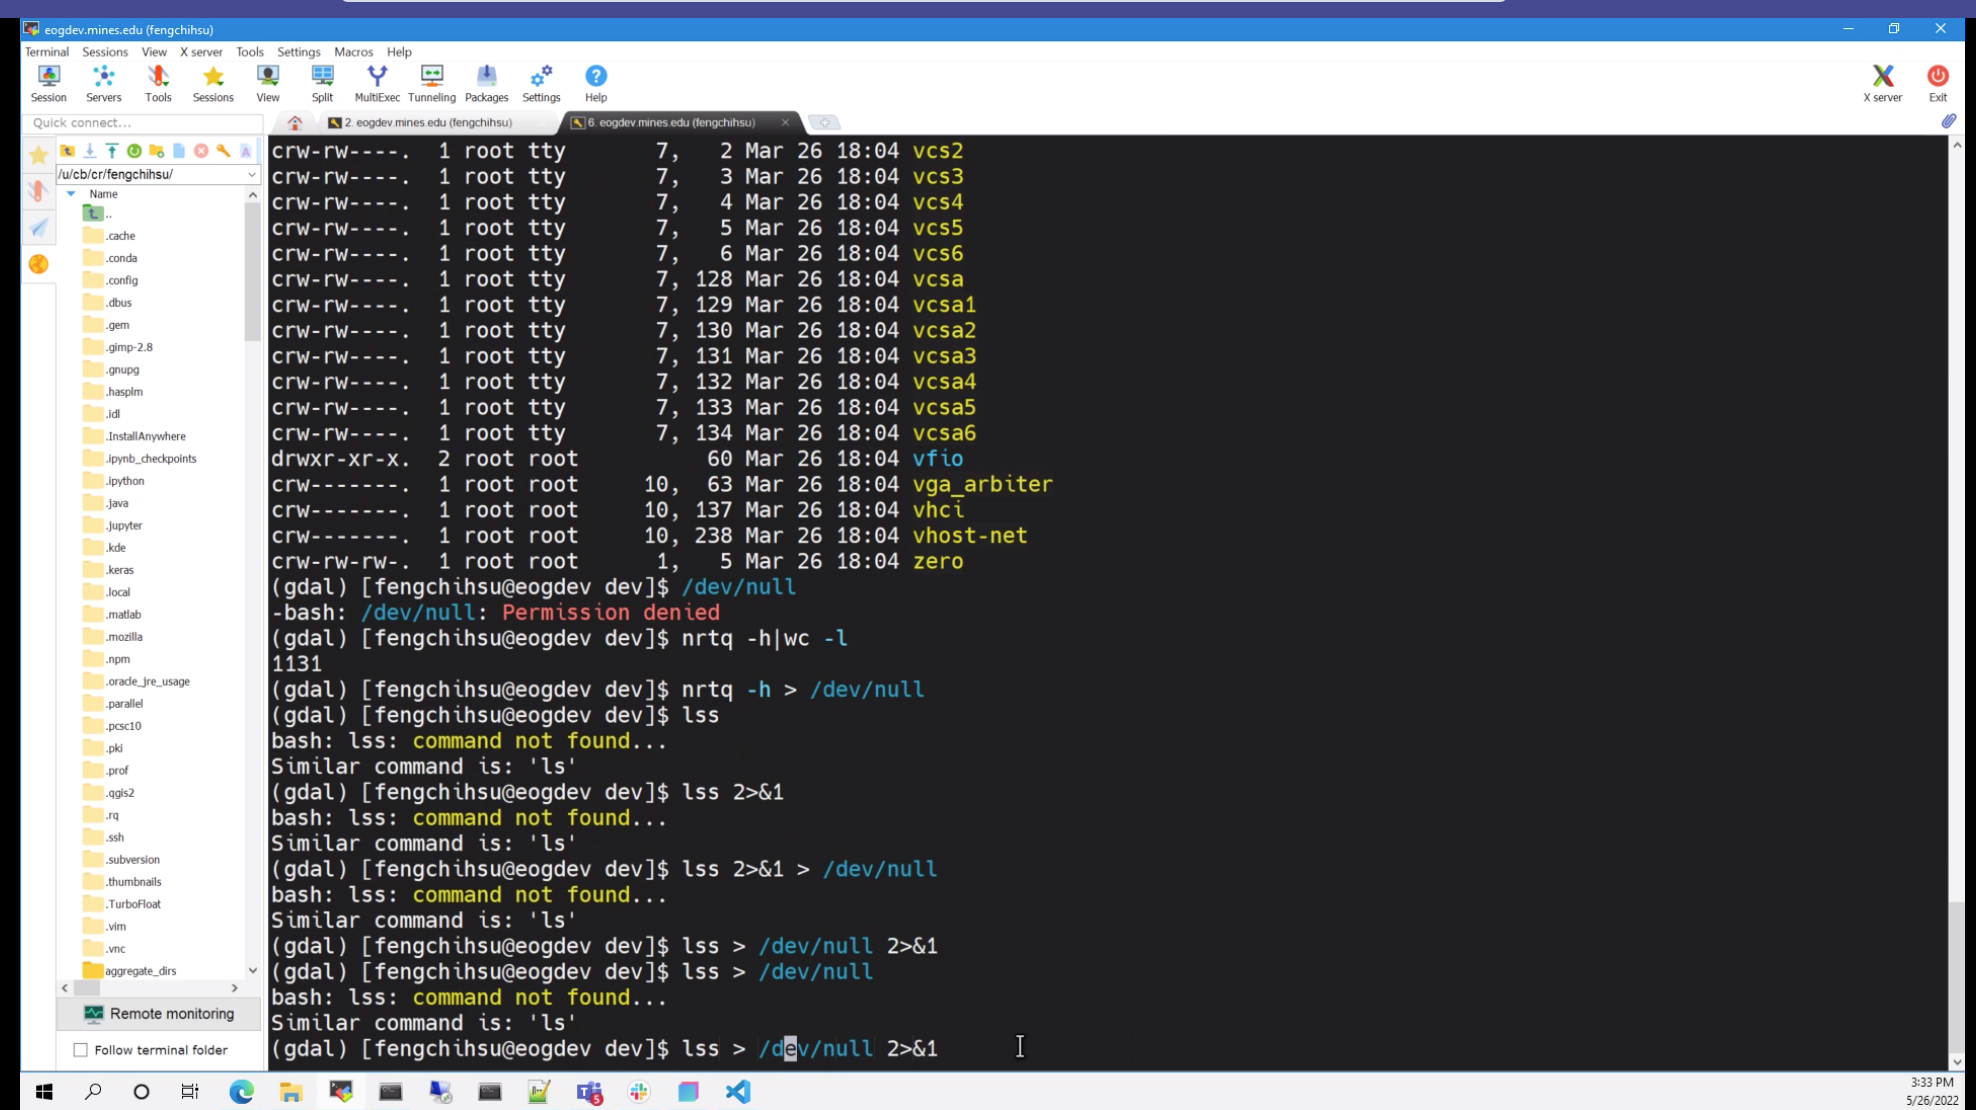 eogdev.mines.edu (fengchihsu)
Terminal Sessions View X server Tools Settings Macros Help
Session Servers Tools Sessions View Split MultiExec Tunneling Packages Settings Help X server Exit
Quick connect... 2. eogdev.mines.edu (fengchihsu) 6. eogdev.mines.edu (fengchihsu)
/u/cb/cr/fengchihsu/
Name
..
.cache
.conda
.config
.dbus
.gem
.gimp-2.8
.gnupg
.hasplm
.idl
.InstallAnywhere
.ipynb_checkpoints
.ipython
.java
.jupyter
.kde
.keras
.local
.matlab
.mozilla
.npm
.oracle_jre_usage
.parallel
.pcsc10
.pki
.prof
.qgis2
.rq
.ssh
.subversion
.thumbnails
.TurboFloat
.vim
.vnc
aggregate_dirs
Remote monitoring
Follow terminal folder
crw-rw----. 1 root tty 7, 2 Mar 26 18:04 vcs2
crw-rw----. 1 root tty 7, 3 Mar 26 18:04 vcs3
crw-rw----. 1 root tty 7, 4 Mar 26 18:04 vcs4
crw-rw----. 1 root tty 7, 5 Mar 26 18:04 vcs5
crw-rw----. 1 root tty 7, 6 Mar 26 18:04 vcs6
crw-rw----. 1 root tty 7, 128 Mar 26 18:04 vcsa
crw-rw----. 1 root tty 7, 129 Mar 26 18:04 vcsa1
crw-rw----. 1 root tty 7, 130 Mar 26 18:04 vcsa2
crw-rw----. 1 root tty 7, 131 Mar 26 18:04 vcsa3
crw-rw----. 1 root tty 7, 132 Mar 26 18:04 vcsa4
crw-rw----. 1 root tty 7, 133 Mar 26 18:04 vcsa5
crw-rw----. 1 root tty 7, 134 Mar 26 18:04 vcsa6
drwxr-xr-x. 2 root root 60 Mar 26 18:04 vfio
crw-------. 1 root root 10, 63 Mar 26 18:04 vga_arbiter
crw-------. 1 root root 10, 137 Mar 26 18:04 vhci
crw-------. 1 root root 10, 238 Mar 26 18:04 vhost-net
crw-rw-rw-. 1 root root 1, 5 Mar 26 18:04 zero
(gdal) [fengchihsu@eogdev dev]$ /dev/null
-bash: /dev/null: Permission denied
(gdal) [fengchihsu@eogdev dev]$ nrtq -h|wc -l
1131
(gdal) [fengchihsu@eogdev dev]$ nrtq -h > /dev/null
(gdal) [fengchihsu@eogdev dev]$ lss
bash: lss: command not found...
Similar command is: 'ls'
(gdal) [fengchihsu@eogdev dev]$ lss 2>&1
bash: lss: command not found...
Similar command is: 'ls'
(gdal) [fengchihsu@eogdev dev]$ lss 2>&1 > /dev/null
bash: lss: command not found...
Similar command is: 'ls'
(gdal) [fengchihsu@eogdev dev]$ lss > /dev/null 2>&1
(gdal) [fengchihsu@eogdev dev]$ lss > /dev/null
bash: lss: command not found...
Similar command is: 'ls'
(gdal) [fengchihsu@eogdev dev]$ lss > /dev/null 2>&1
3:33 PM
5/26/2022